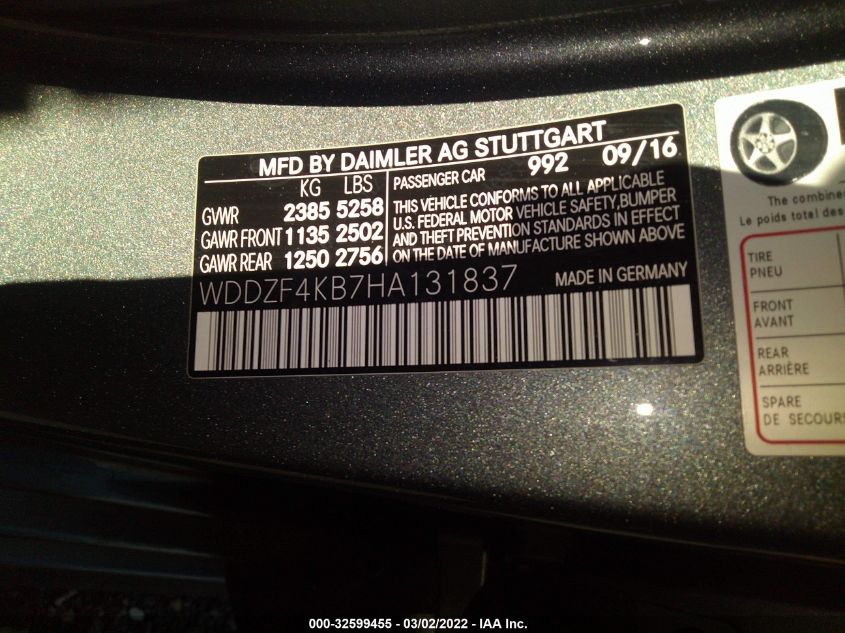 MFD BY DAIMLER AG STUTTGART
KG LBS
GVWR 2385 5258
GAWR FRONT 1135 2502
GAWR REAR 1250 2756
PASSENGER CAR 992 09/16
THIS VEHICLE CONFORMS TO ALL APPLICABLE
U.S. FEDERAL MOTOR VEHICLE SAFETY, BUMPER
AND THEFT PREVENTION STANDARDS IN EFFECT
ON THE DATE OF MANUFACTURE SHOWN ABOVE
WDDZF4KB7HA131837 MADE IN GERMANY
The combine
Le poids total des
TIRE
PNEU
FRONT
AVANT
REAR
ARRIÈRE
SPARE
DE SECOURS
000-32599455 - 03/02/2022 - IAA Inc.